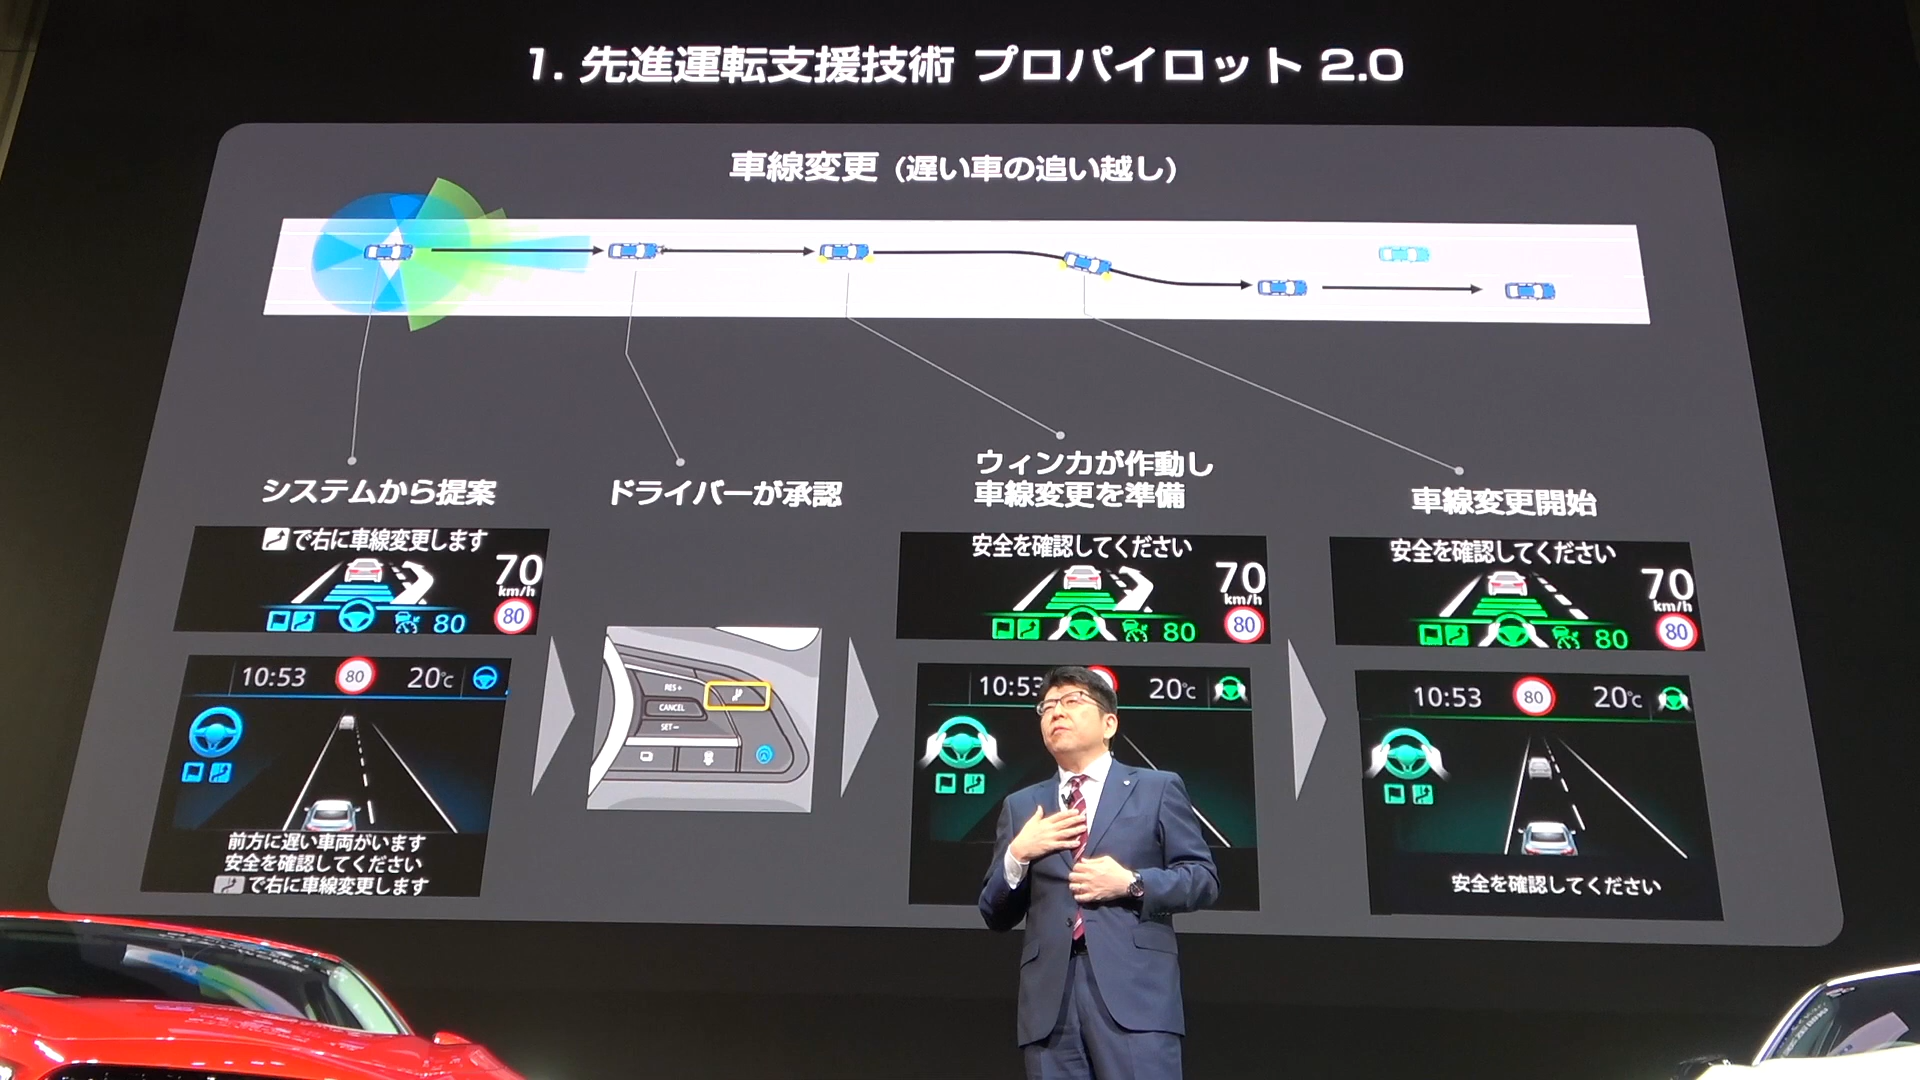 1. 先進運転支援技術 プロパイロット 2.0
車線変更 (遅い車の追い越し)
システムから提案
で右に車線変更します
70
km/h
80
80
10:53
80
20℃
前方に遅い車両がいます
安全を確認してください
で右に車線変更します
ドライバーが承認
RES +
CANCEL
SET −
ウィンカが作動し
車線変更を準備
安全を確認してください
70
km/h
80
80
10:53
20℃
車線変更開始
安全を確認してください
70
km/h
80
80
10:53
80
20℃
安全を確認してください